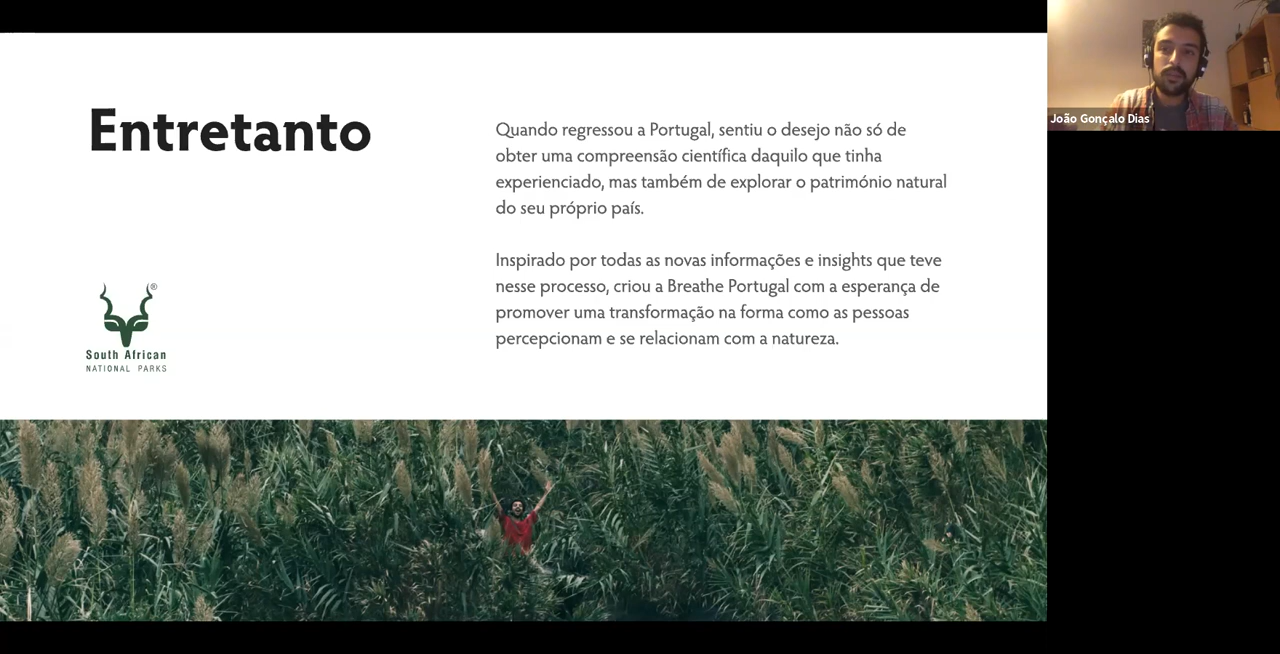 Entretanto
Quando regressou a Portugal, sentiu o desejo não só de
obter uma compreensão científica daquilo que tinha
experienciado, mas também de explorar o património natural
do seu próprio país.
Inspirado por todas as novas informações e insights que teve
nesse processo, criou a Breathe Portugal com a esperança de
promover uma transformação na forma como as pessoas
percepcionam e se relacionam com a natureza.
®
South African
NATIONAL PARKS
João Gonçalo Dias